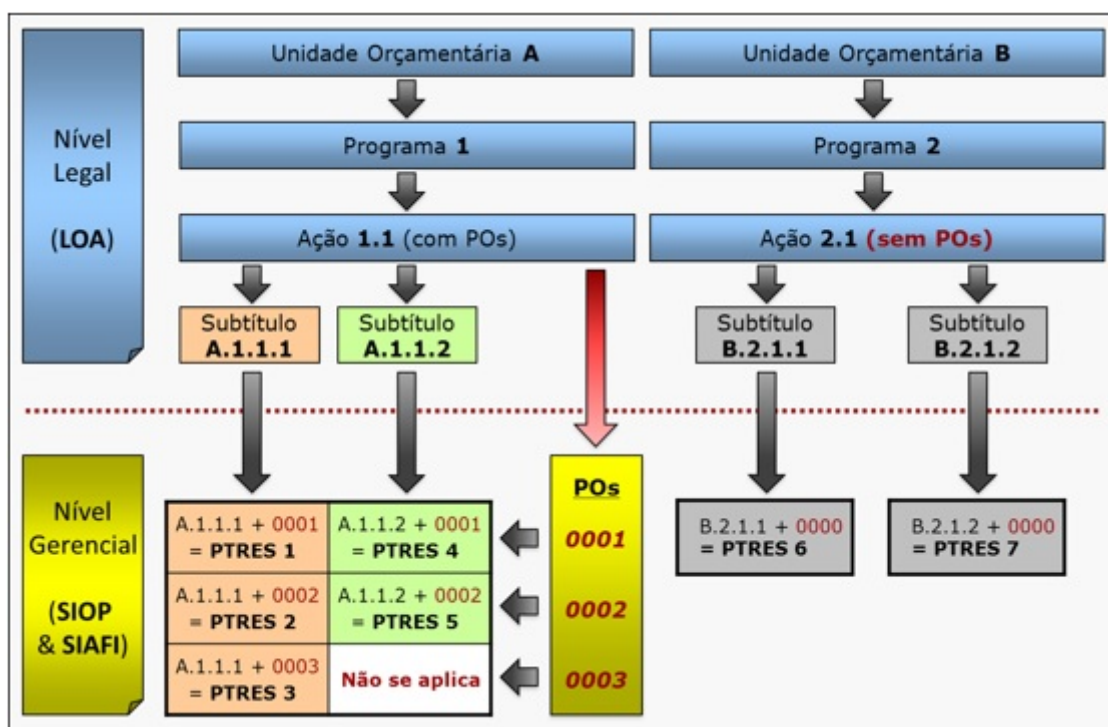 Nível
Legal
(LOA)
Unidade Orçamentária A
Programa 1
Ação 1.1 (com POs)
Subtítulo
A.1.1.1
Subtítulo
A.1.1.2
Unidade Orçamentária B
Programa 2
Ação 2.1 (sem POs)
Subtítulo
B.2.1.1
Subtítulo
B.2.1.2
Nível
Gerencial
(SIOP
& SIAFI)
A.1.1.1 + 0001
= PTRES 1
A.1.1.2 + 0001
= PTRES 4
A.1.1.1 + 0002
= PTRES 2
A.1.1.2 + 0002
= PTRES 5
A.1.1.1 + 0003
= PTRES 3
Não se aplica
POs
0001
0002
0003
B.2.1.1 + 0000
= PTRES 6
B.2.1.2 + 0000
= PTRES 7